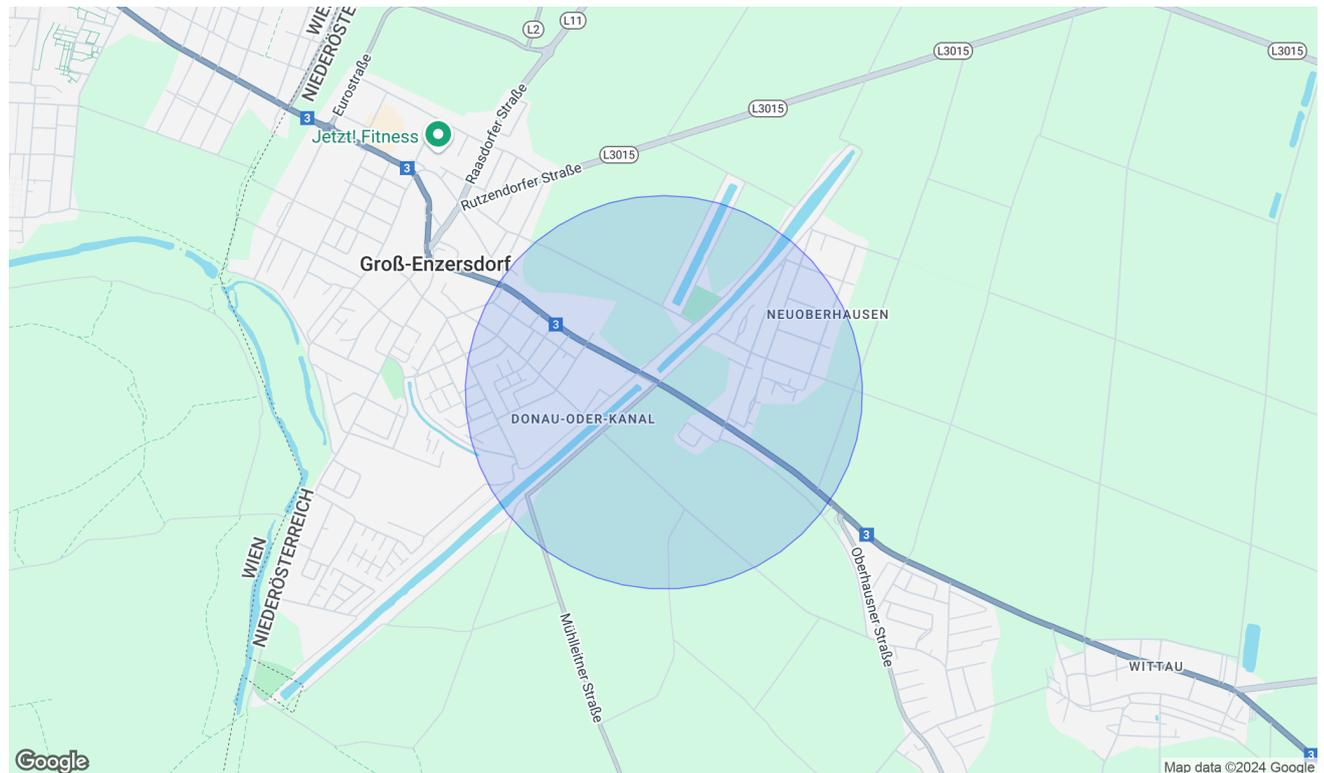 WIEN
NIEDERÖSTE
L2
L11
L3015
L3015
Eurostraße
3
Jetzt! Fitness
Raasdorfer Straße
L3015
3
L3015
Rutzendorfer Straße
Groß-Enzersdorf
3
NEUOBERHAUSEN
DONAU-ODER-KANAL
WIEN
NIEDERÖSTERREICH
3
Oberhausner Straße
Mühlleitner Straße
WITTAU
3
Google
Map data ©2024 Google